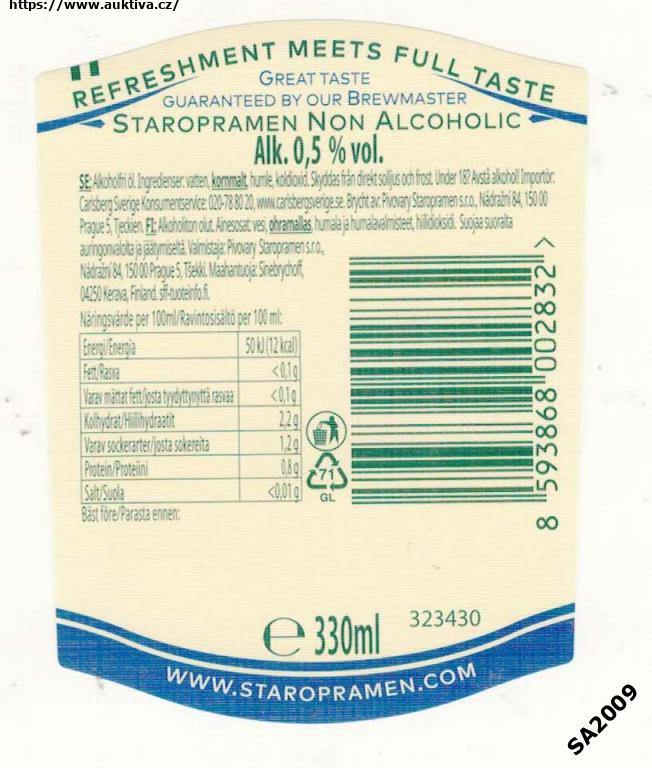 https://www.auktiva.cz/
REFRESHMENT MEETS FULL TASTE
GREAT TASTE
GUARANTEED BY OUR BREWMASTER
STAROPRAMEN NON ALCOHOLIC
Alk. 0,5 % vol.
SE: Alkoholfri öl. Ingredienser: vatten, kornmalt, humle, koldioxid. Skyddas från direkt solljus och frost. Under 18? Avstå alkohol! Importör:
Carlsberg Sverige Konsumentservice: 020-78 80 20, www.carlsbergsverige.se. Brycht av: Pivovary Staropramen s.r.o., Nádražní 84, 150 00
Prague 5, Tjeckien. FI: Alkoholiton olut. Ainesosat: vesi, ohramallas, humala ja humalavalmisteet, hiilidioksidi. Suojaa suoralta
auringonvalolta ja jäätymiseltä. Valmistaja: Pivovary Staropramen s.r.o.,
Nádražní 84, 150 00 Prague 5, Tšekki. Maahantuoja: Sinebrychoff,
04250 Kerava, Finland. sff-tuoteinfo.fi.
Näringsvärde per 100ml/Ravintosisältö per 100 ml:
Energi/Energia 50 kJ (12 kcal)
Fett/Rasva <0,1 g
Varav mättat fett/josta tyydyttynyttä rasvaa <0,1 g
Kolhydrat/Hiilihydraatit 2,2 g
Varav sockerarter/josta sokereita 1,2 g
Protein/Proteiini 0,8 g
Salt/Suola <0,01 g
Bäst före/Parasta ennen:
71
GL
8 593868 002832 >
e 330ml 323430
WWW.STAROPRAMEN.COM
SA2009